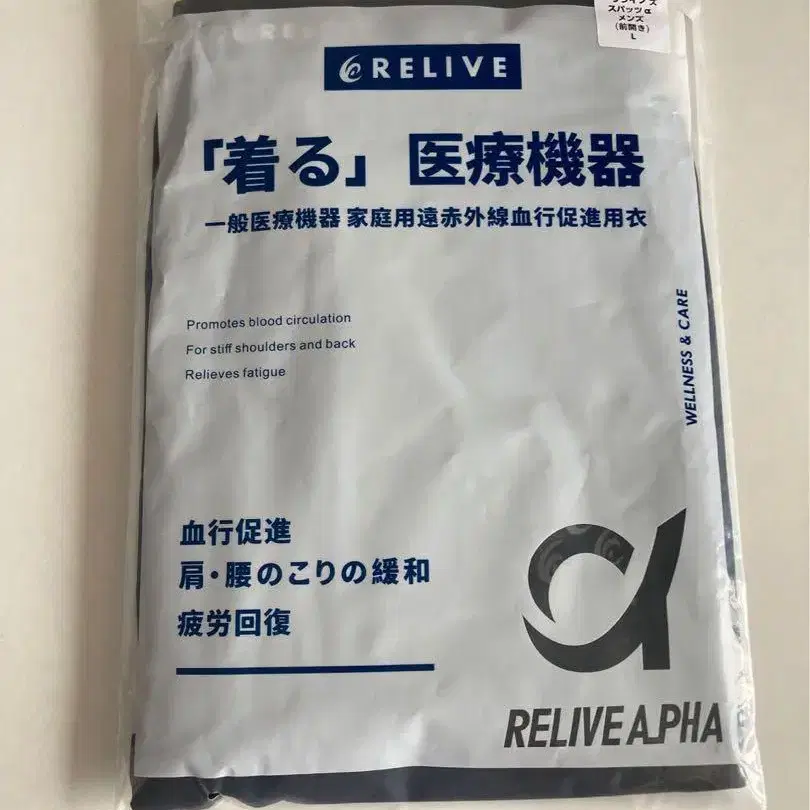 スパッツα
メンズ
(前開き)
L
RELIVE
「着る」医療機器
一般医療機器 家庭用遠赤外線血行促進用衣
Promotes blood circulation
For stiff shoulders and back
Relieves fatigue
WELLNESS & CARE
血行促進
肩・腰のこりの緩和
疲労回復
α
RELIVE ALPHA